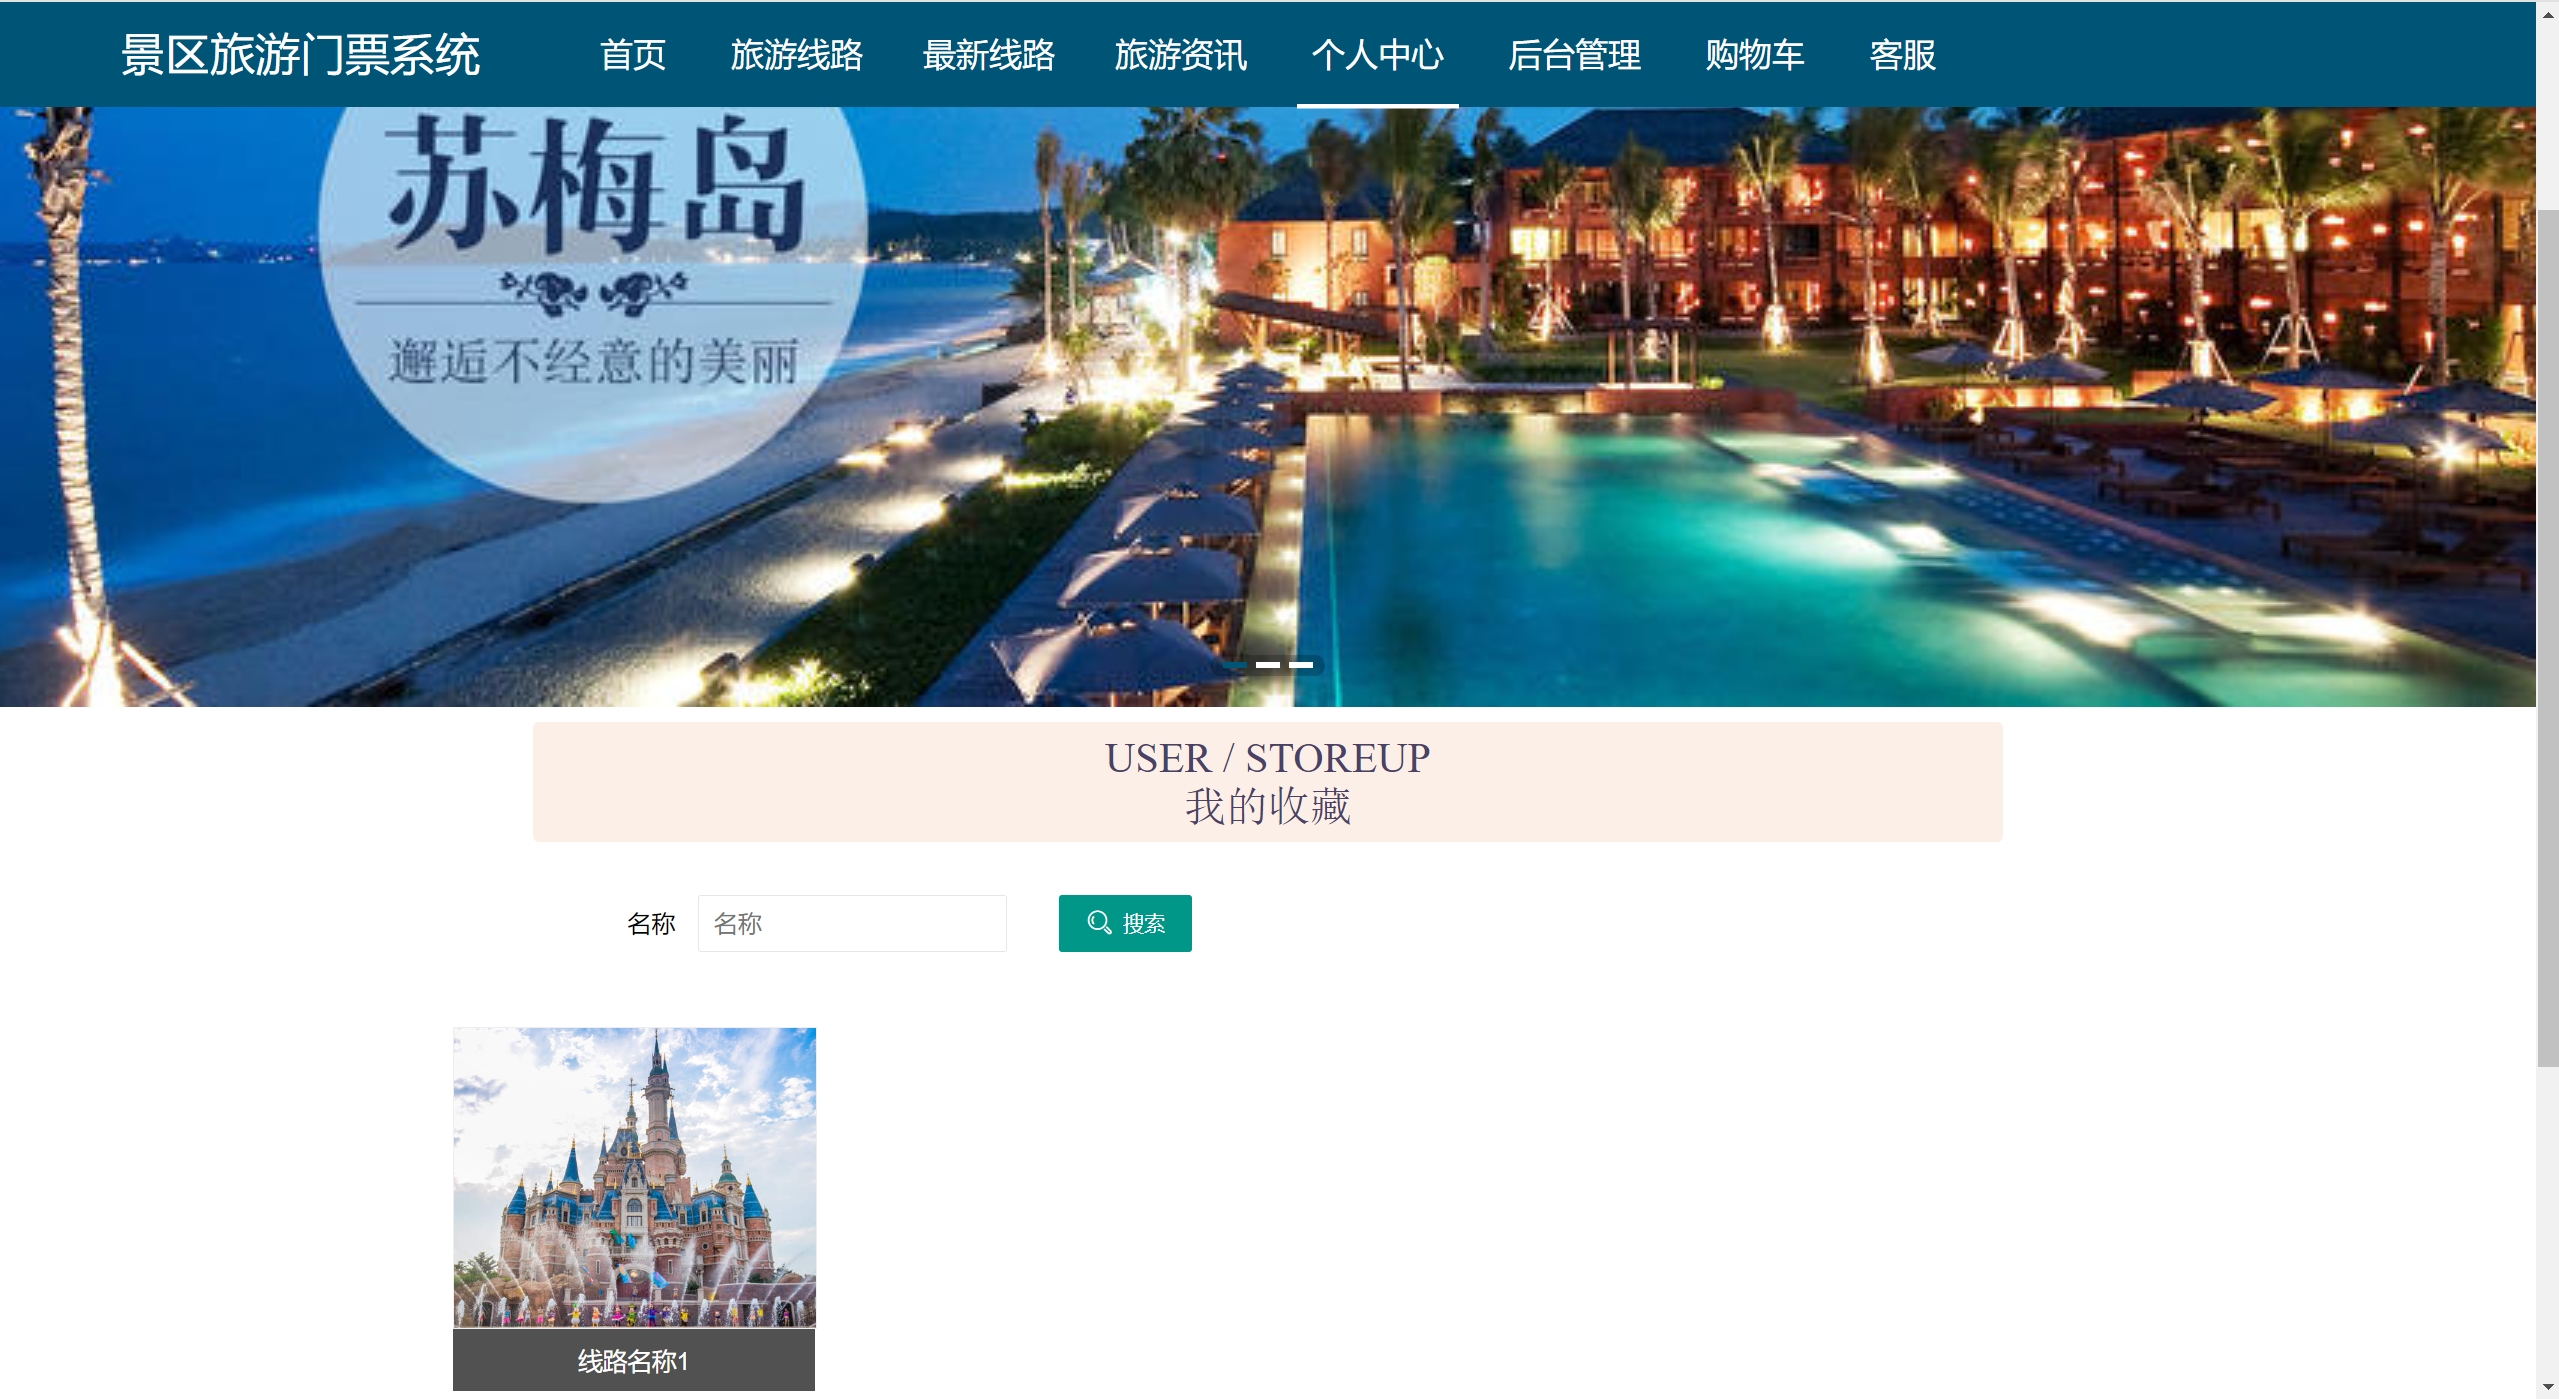 景区旅游门票系统 首页 旅游线路 最新线路 旅游资讯 个人中心 后台管理 购物车 客服
苏梅岛
邂逅不经意的美丽
USER / STOREUP
我的收藏
名称 名称 搜索
线路名称1